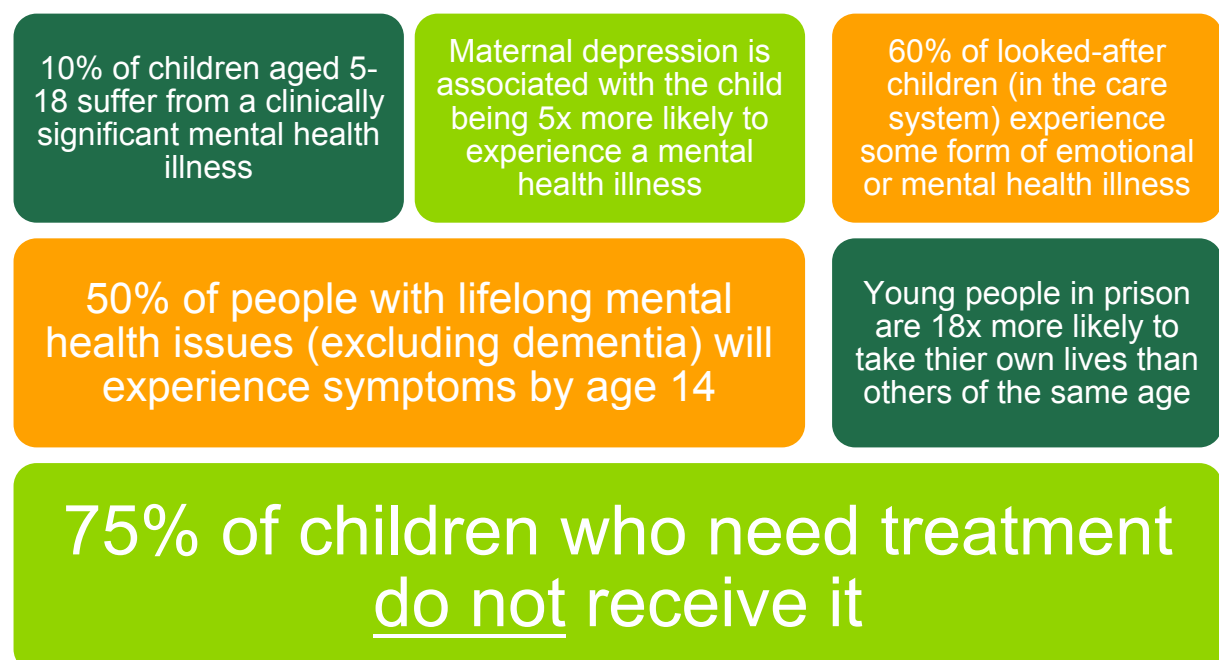 10% of children aged 5-
18 suffer from a clinically
significant mental health
illness
Maternal depression is
associated with the child
being 5x more likely to
experience a mental
health illness
60% of looked-after
children (in the care
system) experience
some form of emotional
or mental health illness
50% of people with lifelong mental
health issues (excluding dementia) will
experience symptoms by age 14
Young people in prison
are 18x more likely to
take thier own lives than
others of the same age
75% of children who need treatment
do not receive it